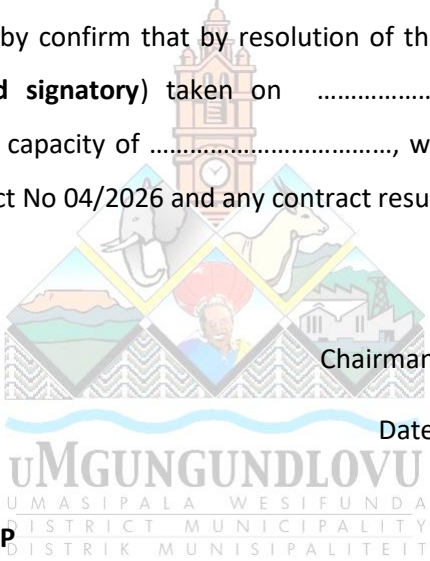 by confirm that by resolution of th
d signatory) taken on ………………
capacity of ……………………………, w
ct No 04/2026 and any contract resu
Chairman
Date
UMGUNGUNDLOVU
UMASIPALA WESIFUNDA
DISTRICT MUNICIPALITY
P
DISTRIK MUNISIPALITEIT